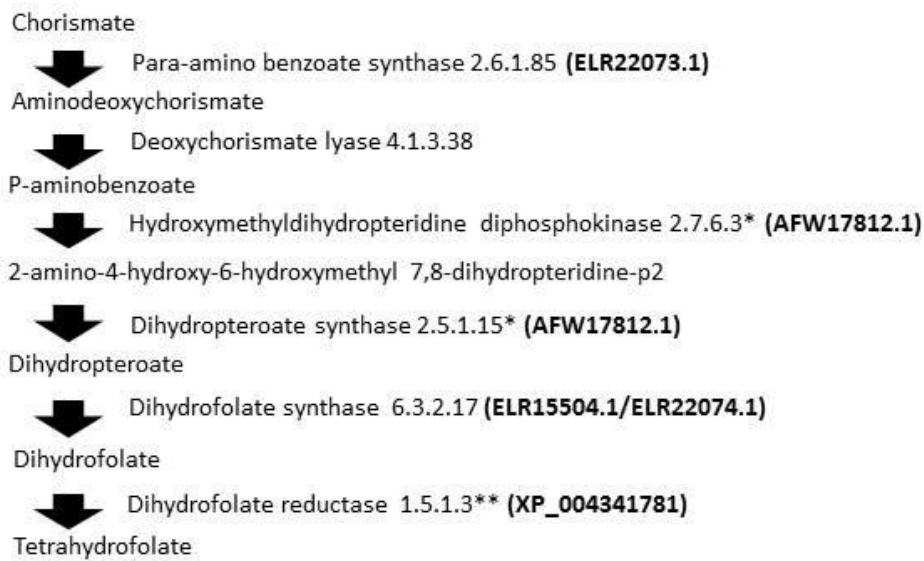 Chorismate
Para-amino benzoate synthase 2.6.1.85 (ELR22073.1)
Aminodeoxychorismate
Deoxychorismate lyase 4.1.3.38
P-aminobenzoate
Hydroxymethyldihydropteridine diphosphokinase 2.7.6.3* (AFW17812.1)
2-amino-4-hydroxy-6-hydroxymethyl 7,8-dihydropteridine-p2
Dihydropteroate synthase 2.5.1.15* (AFW17812.1)
Dihydropteroate
Dihydrofolate synthase 6.3.2.17 (ELR15504.1/ELR22074.1)
Dihydrofolate
Dihydrofolate reductase 1.5.1.3** (XP_004341781)
Tetrahydrofolate